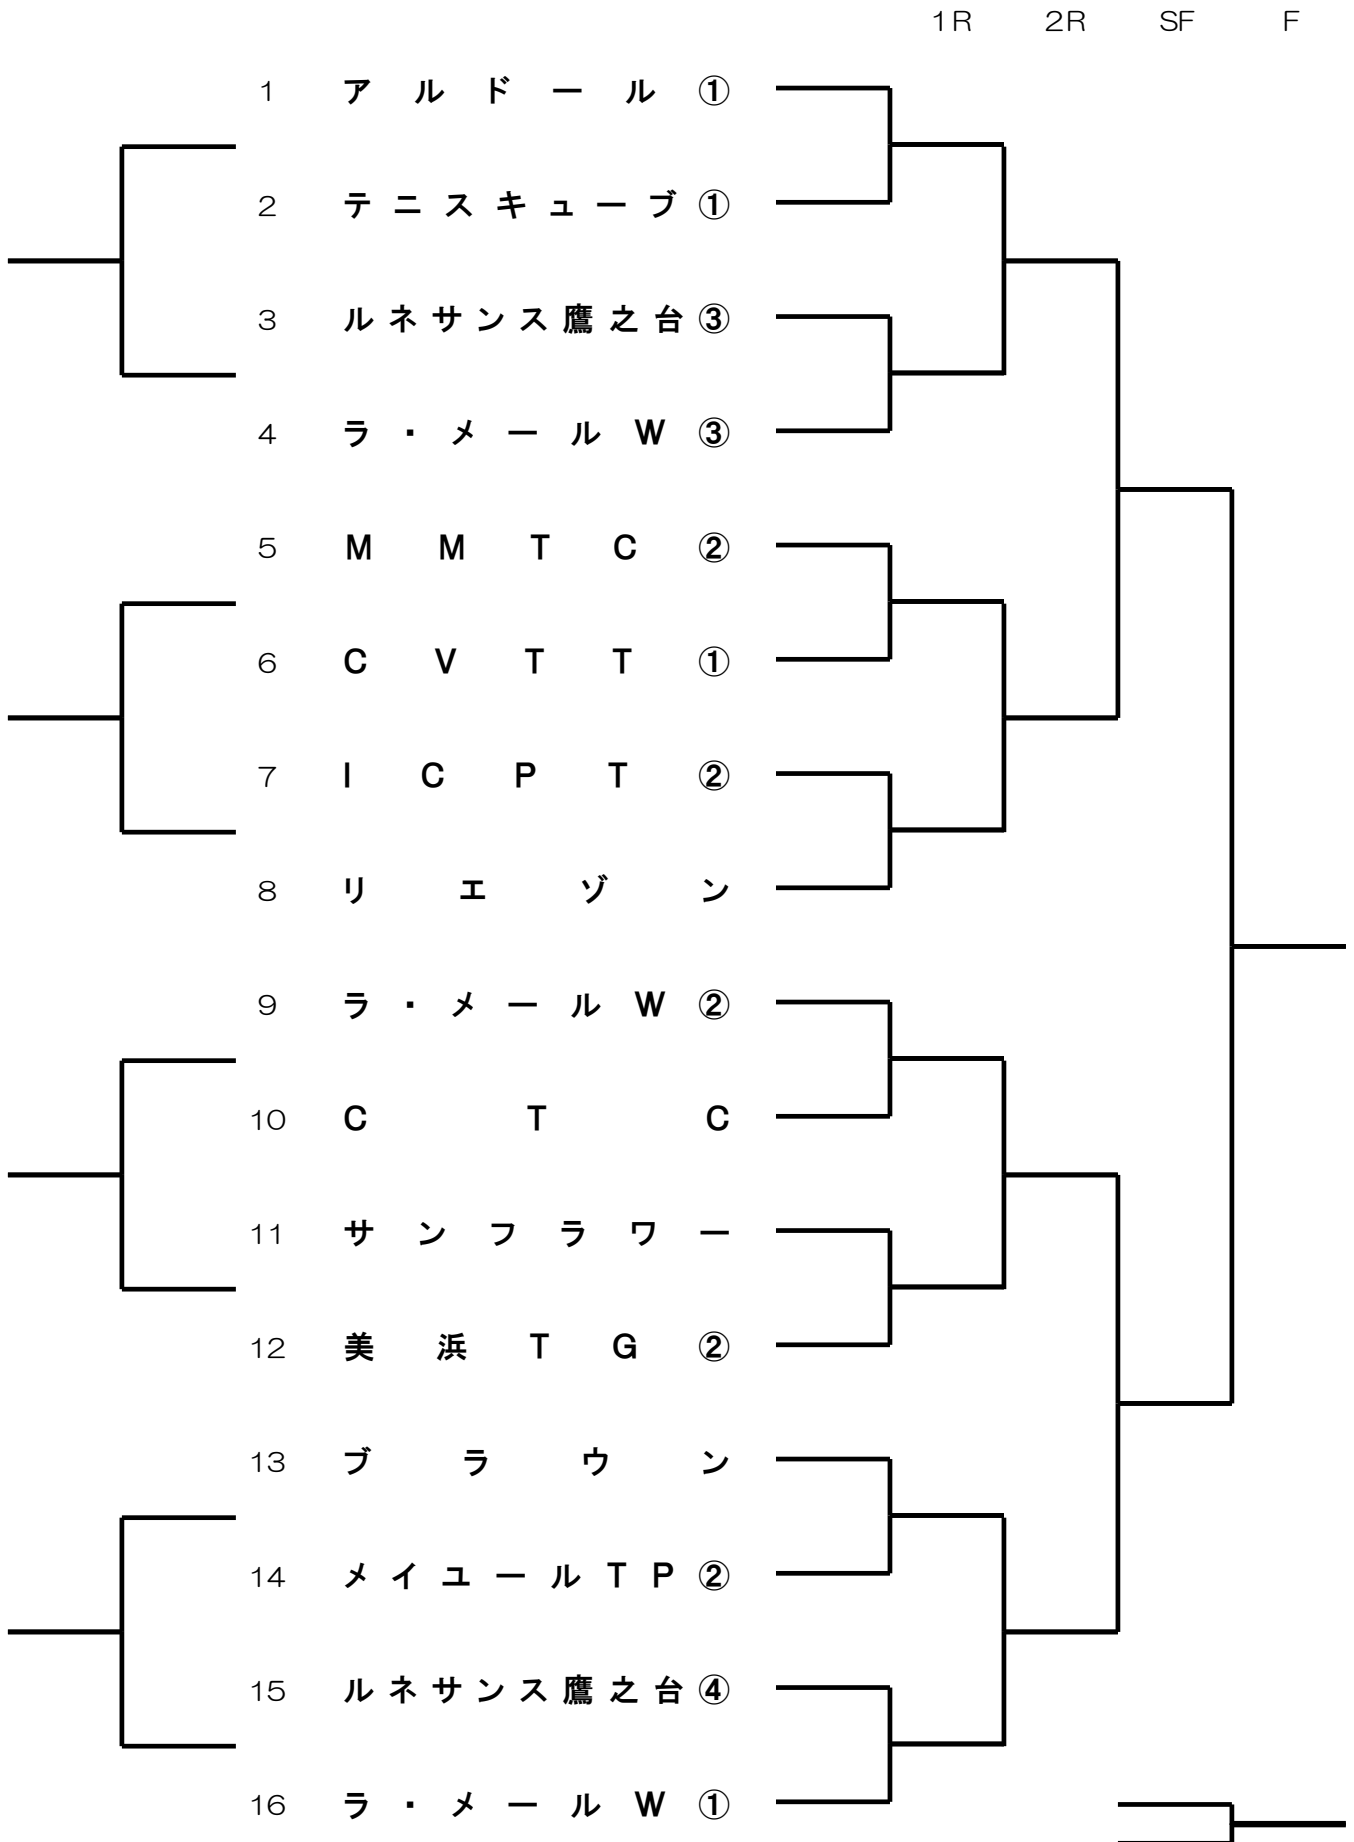 1R 2R SF F
1 アルドール①
2 テニスキューブ①
3 ルネサンス鷹之台③
4 ラ・メールW③
5 MMTC②
6 CVTT①
7 ICPT②
8 リエゾン
9 ラ・メールW②
10 CTC
11 サンフラワー
12 美浜TG②
13 ブラウン
14 メイユールTP②
15 ルネサンス鷹之台④
16 ラ・メールW①